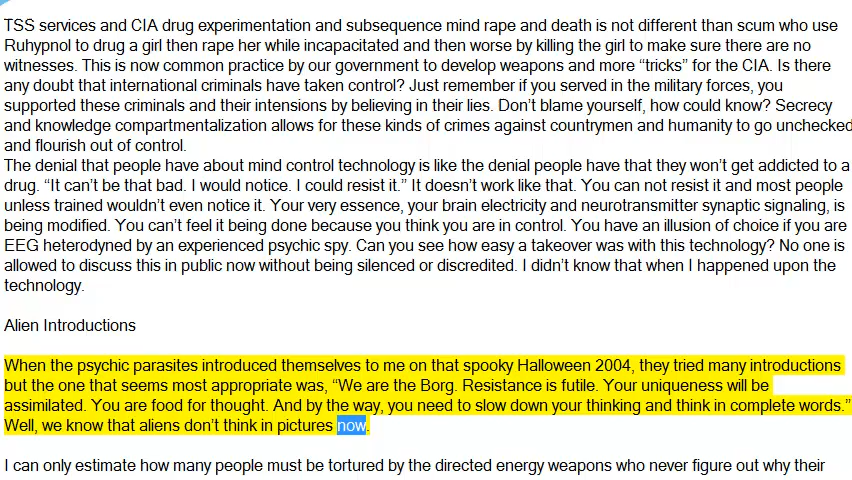 TSS services and CIA drug experimentation and subsequence mind rape and death is not different than scum who use
Ruhypnol to drug a girl then rape her while incapacitated and then worse by killing the girl to make sure there are no
witnesses. This is now common practice by our government to develop weapons and more “tricks” for the CIA. Is there
any doubt that international criminals have taken control? Just remember if you served in the military forces, you
supported these criminals and their intensions by believing in their lies. Don’t blame yourself, how could know? Secrecy
and knowledge compartmentalization allows for these kinds of crimes against countrymen and humanity to go unchecked
and flourish out of control.
The denial that people have about mind control technology is like the denial people have that they won’t get addicted to a
drug. “It can’t be that bad. I would notice. I could resist it.” It doesn’t work like that. You can not resist it and most people
unless trained wouldn’t even notice it. Your very essence, your brain electricity and neurotransmitter synaptic signaling, is
being modified. You can’t feel it being done because you think you are in control. You have an illusion of choice if you are
EEG heterodyned by an experienced psychic spy. Can you see how easy a takeover was with this technology? No one is
allowed to discuss this in public now without being silenced or discredited. I didn’t know that when I happened upon the
technology.
Alien Introductions
When the psychic parasites introduced themselves to me on that spooky Halloween 2004, they tried many introductions
but the one that seems most appropriate was, “We are the Borg. Resistance is futile. Your uniqueness will be
assimilated. You are food for thought. And by the way, you need to slow down your thinking and think in complete words.”
Well, we know that aliens don’t think in pictures now.
I can only estimate how many people must be tortured by the directed energy weapons who never figure out why their